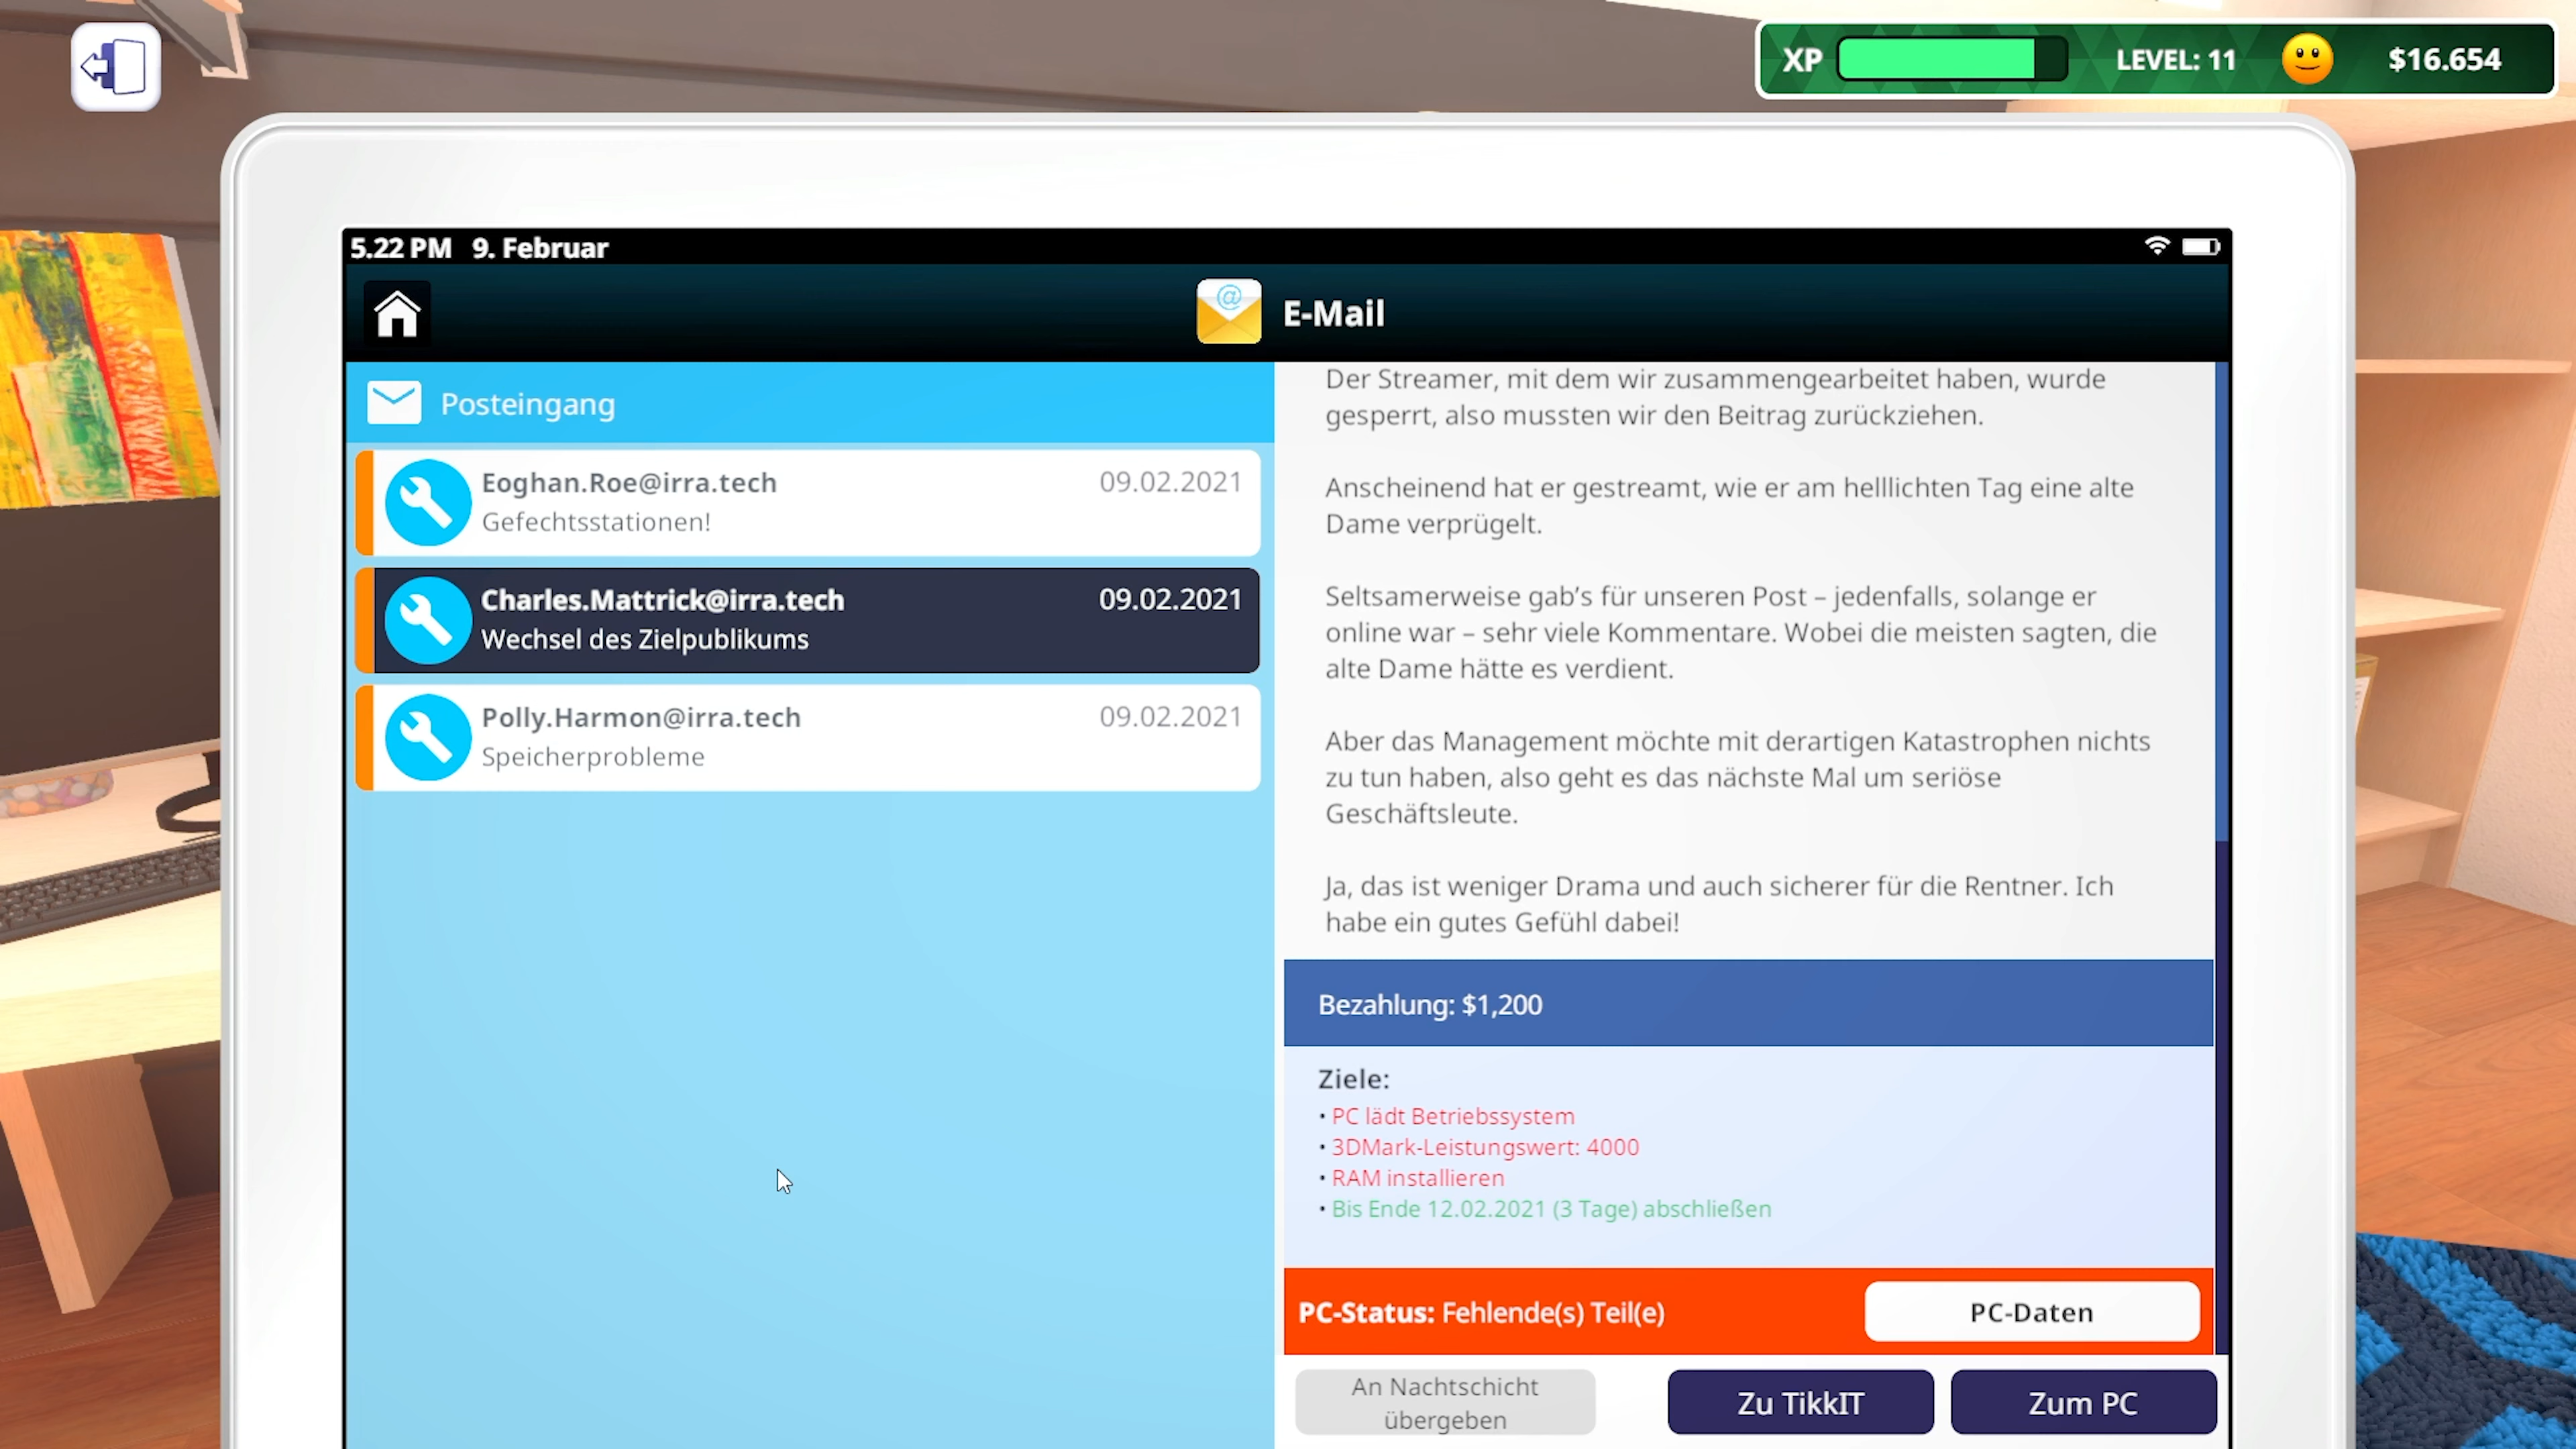 XP
LEVEL: 11
$16.654
5.22 PM 9. Februar
E-Mail
Posteingang
Eoghan.Roe@irra.tech 09.02.2021
Gefechtsstationen!
Charles.Mattrick@irra.tech 09.02.2021
Wechsel des Zielpublikums
Polly.Harmon@irra.tech 09.02.2021
Speicherprobleme
Der Streamer, mit dem wir zusammengearbeitet haben, wurde
gesperrt, also mussten wir den Beitrag zurückziehen.
Anscheinend hat er gestreamt, wie er am helllichten Tag eine alte
Dame verprügelt.
Seltsamerweise gab’s für unseren Post – jedenfalls, solange er
online war – sehr viele Kommentare. Wobei die meisten sagten, die
alte Dame hätte es verdient.
Aber das Management möchte mit derartigen Katastrophen nichts
zu tun haben, also geht es das nächste Mal um seriöse
Geschäftsleute.
Ja, das ist weniger Drama und auch sicherer für die Rentner. Ich
habe ein gutes Gefühl dabei!
Bezahlung: $1,200
Ziele:
• PC lädt Betriebssystem
• 3DMark-Leistungswert: 4000
• RAM installieren
• Bis Ende 12.02.2021 (3 Tage) abschließen
PC-Status: Fehlende(s) Teil(e)
PC-Daten
An Nachtschicht
übergeben
Zu TikkIT
Zum PC